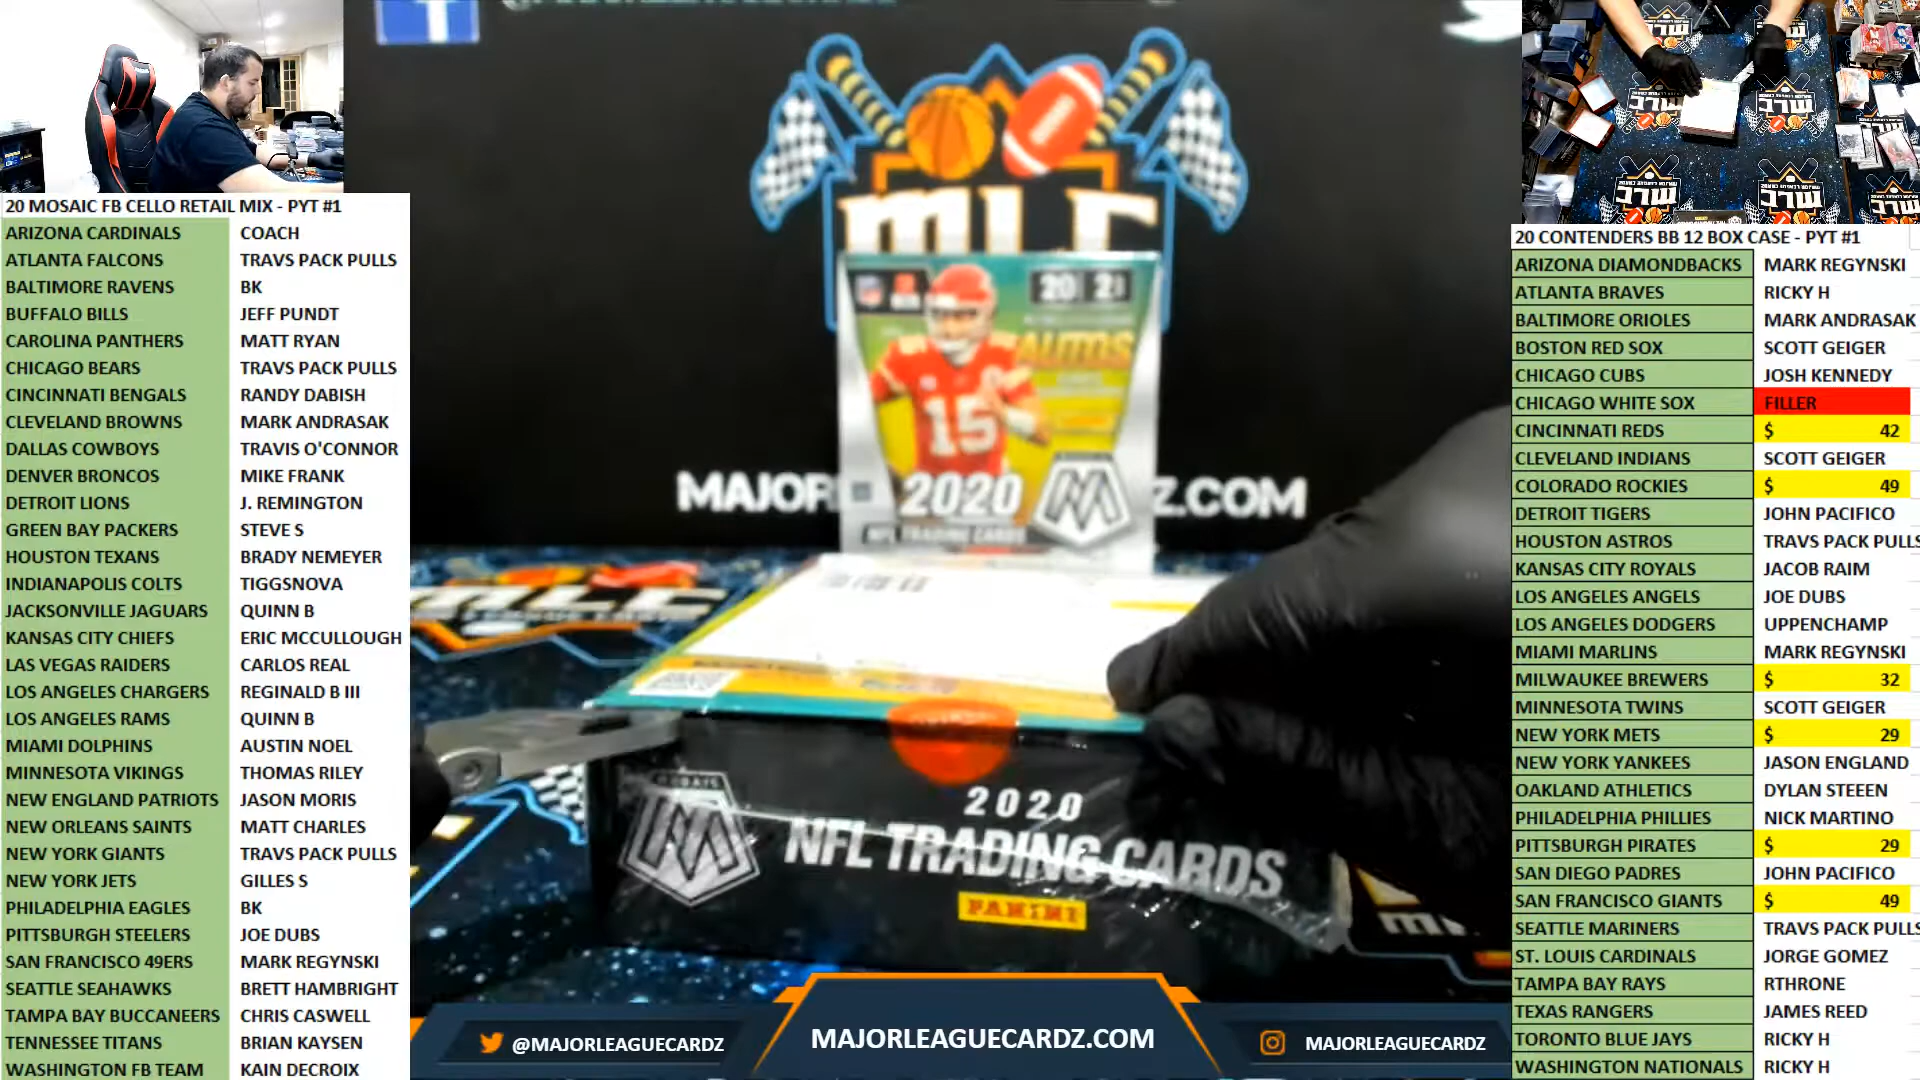 20 MOSAIC FB CELLO RETAIL MIX - PYT #1
ARIZONA CARDINALS COACH
ATLANTA FALCONS TRAVS PACK PULLS
BALTIMORE RAVENS BK
BUFFALO BILLS JEFF PUNDT
CAROLINA PANTHERS MATT RYAN
CHICAGO BEARS TRAVS PACK PULLS
CINCINNATI BENGALS RANDY DABISH
CLEVELAND BROWNS MARK ANDRASAK
DALLAS COWBOYS TRAVIS O'CONNOR
DENVER BRONCOS MIKE FRANK
DETROIT LIONS J. REMINGTON
GREEN BAY PACKERS STEVE S
HOUSTON TEXANS BRADY NEMEYER
INDIANAPOLIS COLTS TIGGSNOVA
JACKSONVILLE JAGUARS QUINN B
KANSAS CITY CHIEFS ERIC MCCULLOUGH
LAS VEGAS RAIDERS CARLOS REAL
LOS ANGELES CHARGERS REGINALD B III
LOS ANGELES RAMS QUINN B
MIAMI DOLPHINS AUSTIN NOEL
MINNESOTA VIKINGS THOMAS RILEY
NEW ENGLAND PATRIOTS JASON MORIS
NEW ORLEANS SAINTS MATT CHARLES
NEW YORK GIANTS TRAVS PACK PULLS
NEW YORK JETS GILLES S
PHILADELPHIA EAGLES BK
PITTSBURGH STEELERS JOE DUBS
SAN FRANCISCO 49ERS MARK REGYNSKI
SEATTLE SEAHAWKS BRETT HAMBRIGHT
TAMPA BAY BUCCANEERS CHRIS CASWELL
TENNESSEE TITANS BRIAN KAYSEN
WASHINGTON FB TEAM KAIN DECROIX
MLC
20 21
AUTOS
15
2020
NFL TRADING CARDS
MAJOR Z.COM
MLC
2020
NFL TRADING CARDS
PANINI
@MAJORLEAGUECARDZ
MAJORLEAGUECARDZ.COM
MAJORLEAGUECARDZ
20 CONTENDERS BB 12 BOX CASE - PYT #1
ARIZONA DIAMONDBACKS MARK REGYNSKI
ATLANTA BRAVES RICKY H
BALTIMORE ORIOLES MARK ANDRASAK
BOSTON RED SOX SCOTT GEIGER
CHICAGO CUBS JOSH KENNEDY
CHICAGO WHITE SOX FILLER
CINCINNATI REDS $ 42
CLEVELAND INDIANS SCOTT GEIGER
COLORADO ROCKIES $ 49
DETROIT TIGERS JOHN PACIFICO
HOUSTON ASTROS TRAVS PACK PULLS
KANSAS CITY ROYALS JACOB RAIM
LOS ANGELES ANGELS JOE DUBS
LOS ANGELES DODGERS UPPENCHAMP
MIAMI MARLINS MARK REGYNSKI
MILWAUKEE BREWERS $ 32
MINNESOTA TWINS SCOTT GEIGER
NEW YORK METS $ 29
NEW YORK YANKEES JASON ENGLAND
OAKLAND ATHLETICS DYLAN STEEEN
PHILADELPHIA PHILLIES NICK MARTINO
PITTSBURGH PIRATES $ 29
SAN DIEGO PADRES JOHN PACIFICO
SAN FRANCISCO GIANTS $ 49
SEATTLE MARINERS TRAVS PACK PULLS
ST. LOUIS CARDINALS JORGE GOMEZ
TAMPA BAY RAYS RTHRONE
TEXAS RANGERS JAMES REED
TORONTO BLUE JAYS RICKY H
WASHINGTON NATIONALS RICKY H